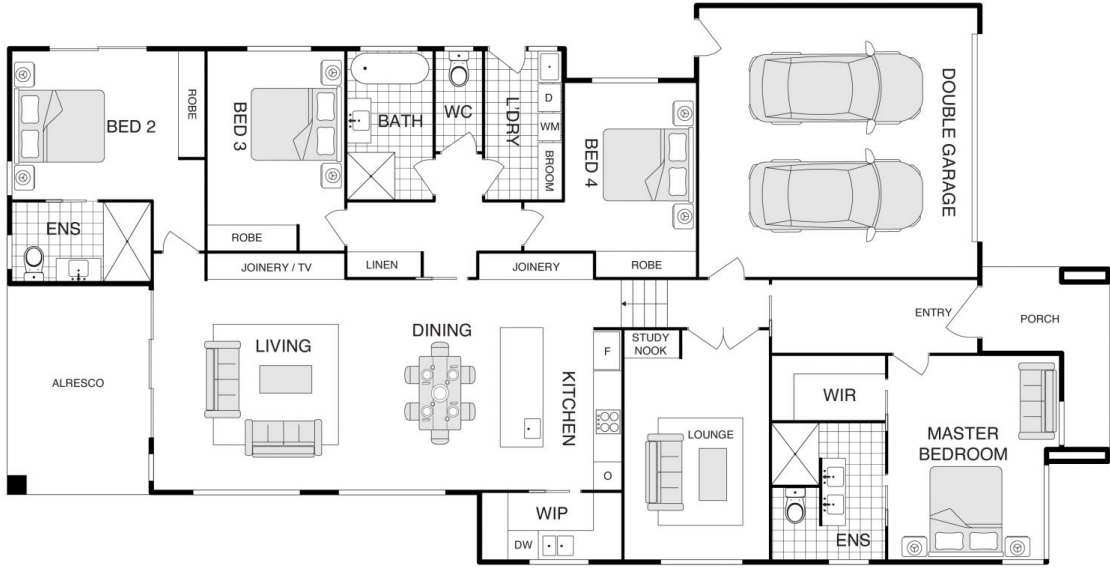 BED 2
ROBE
BED 3
BATH
WC
L'DRY
D
WM
BROOM
BED 4
DOUBLE GARAGE
ENS
ROBE
JOINERY / TV
LINEN
JOINERY
ROBE
ENTRY
PORCH
ALRESCO
LIVING
DINING
KITCHEN
F
O
STUDY
NOOK
LOUNGE
WIR
MASTER
BEDROOM
WIP
DW
ENS